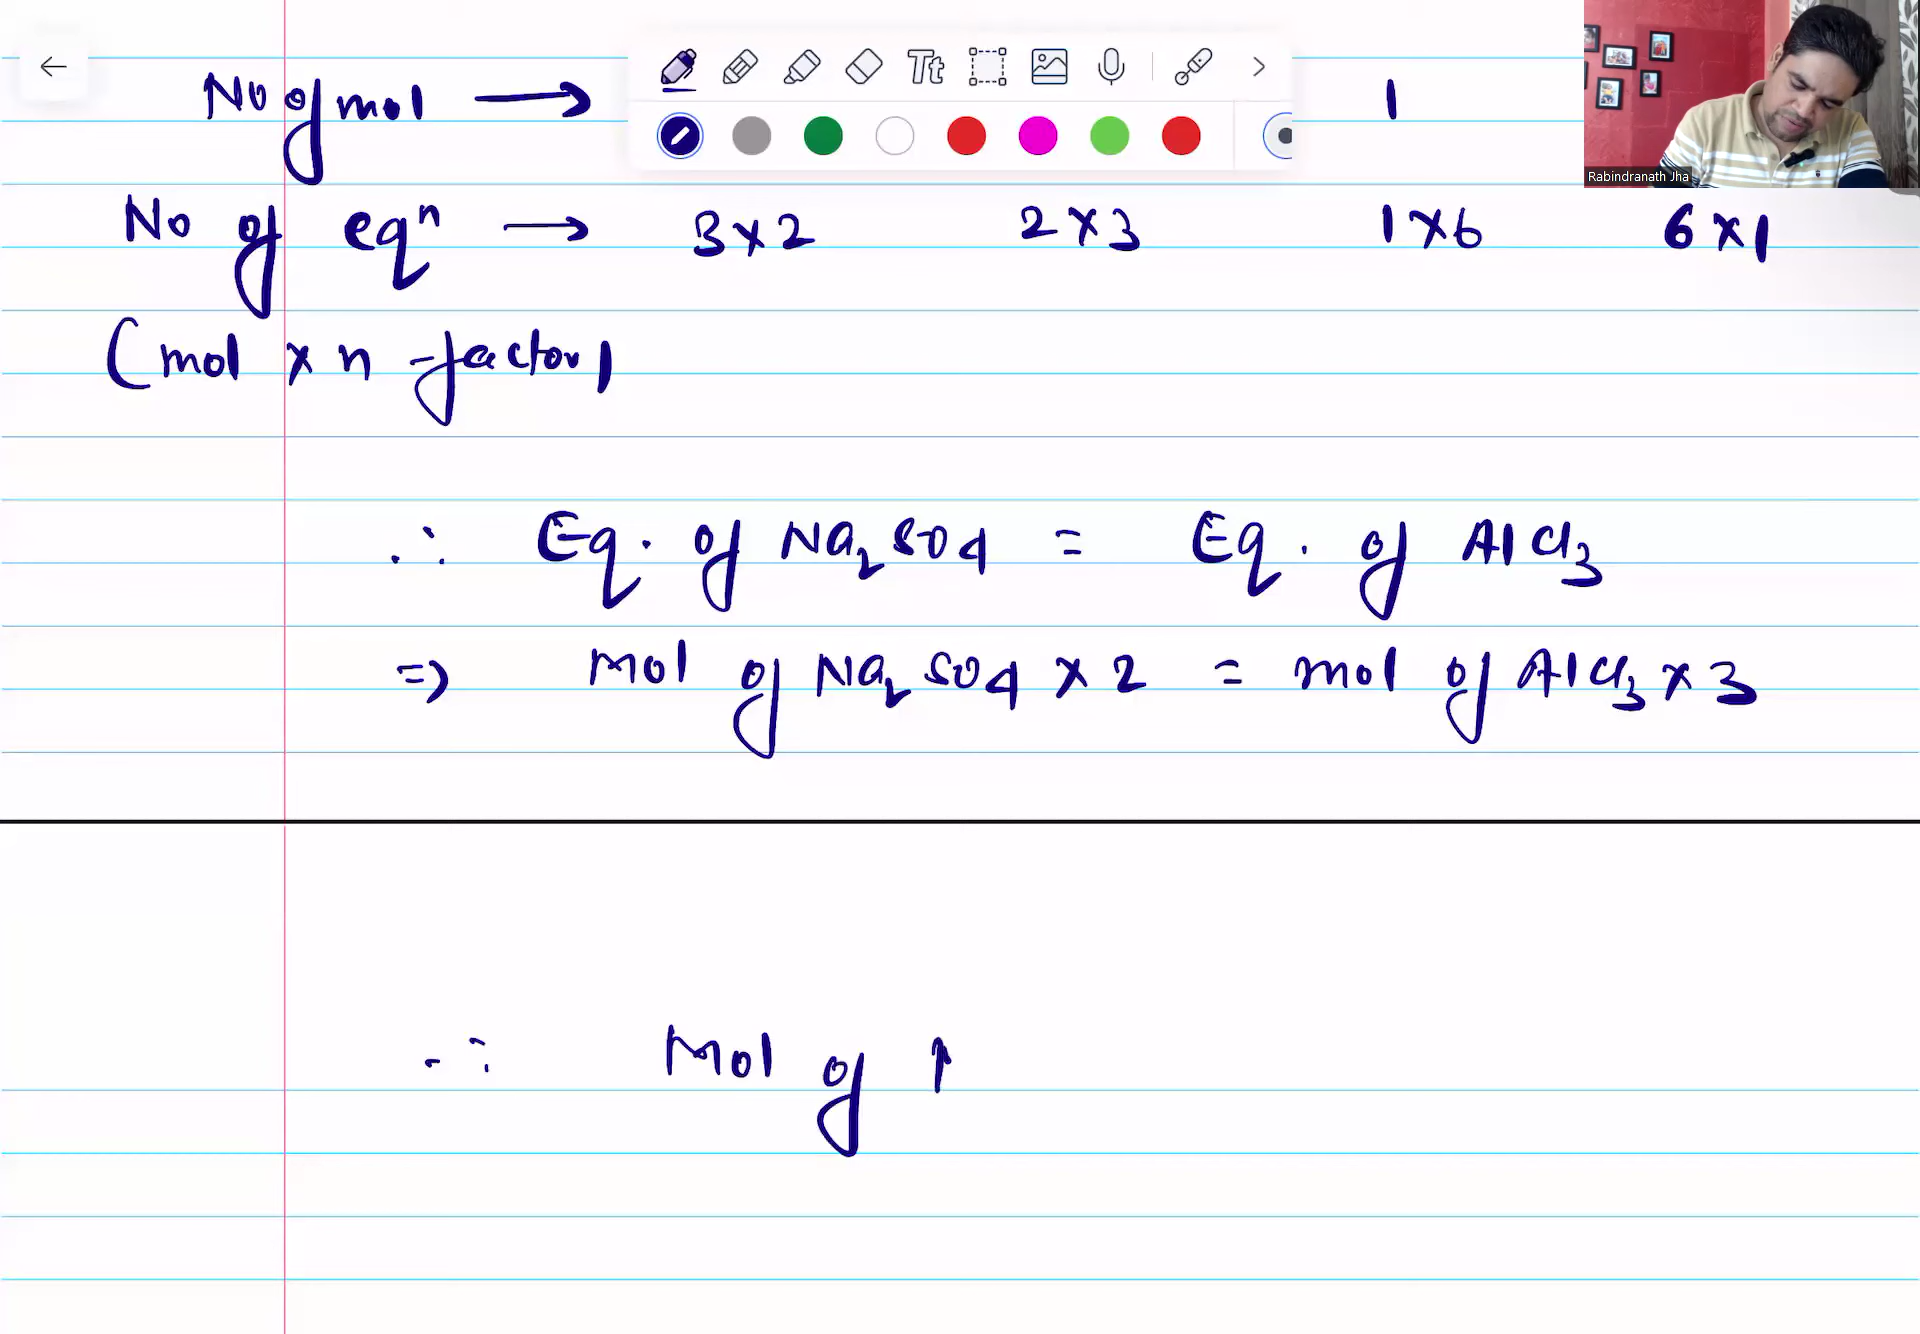 No of mol → 1
Tt
Rabindranath Jha
No of eqⁿ → 3×2 2×3 1×6 6×1
(mol × n-factor)
∴ Eq. of Na₂SO₄ = Eq. of AlCl₃
⇒ Mol of Na₂SO₄ × 2 = mol of AlCl₃ × 3
∴ Mol of